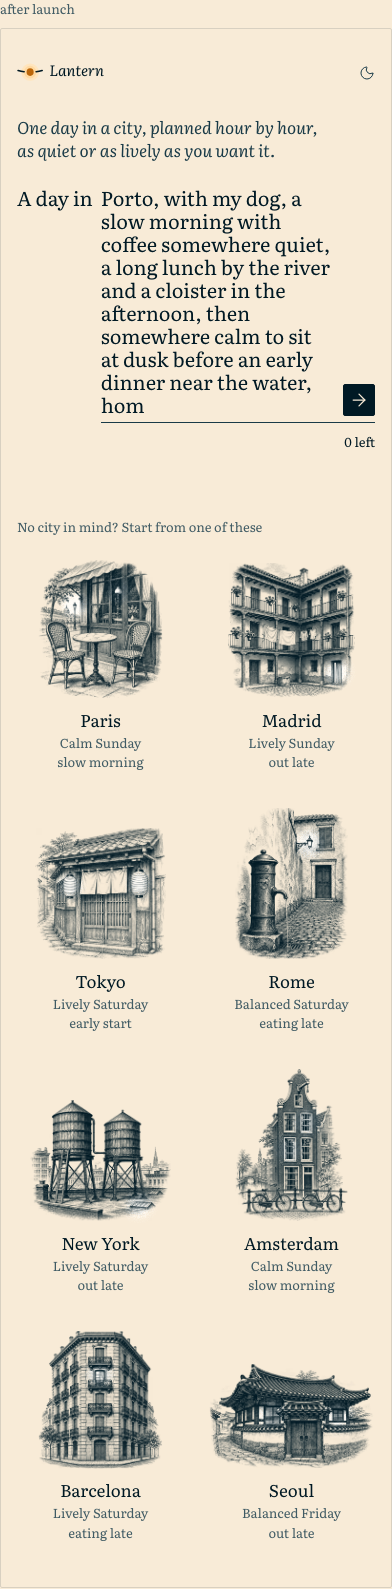 after launch
Lantern
One day in a city, planned hour by hour,
as quiet or as lively as you want it.
A day in Porto, with my dog, a
slow morning with
coffee somewhere quiet,
a long lunch by the river
and a cloister in the
afternoon, then
somewhere calm to sit
at dusk before an early
dinner near the water,
hom
0 left
No city in mind? Start from one of these
Paris
Calm Sunday
slow morning
Madrid
Lively Sunday
out late
Tokyo
Lively Saturday
early start
Rome
Balanced Saturday
eating late
New York
Lively Saturday
out late
Amsterdam
Calm Sunday
slow morning
Barcelona
Lively Saturday
eating late
Seoul
Balanced Friday
out late